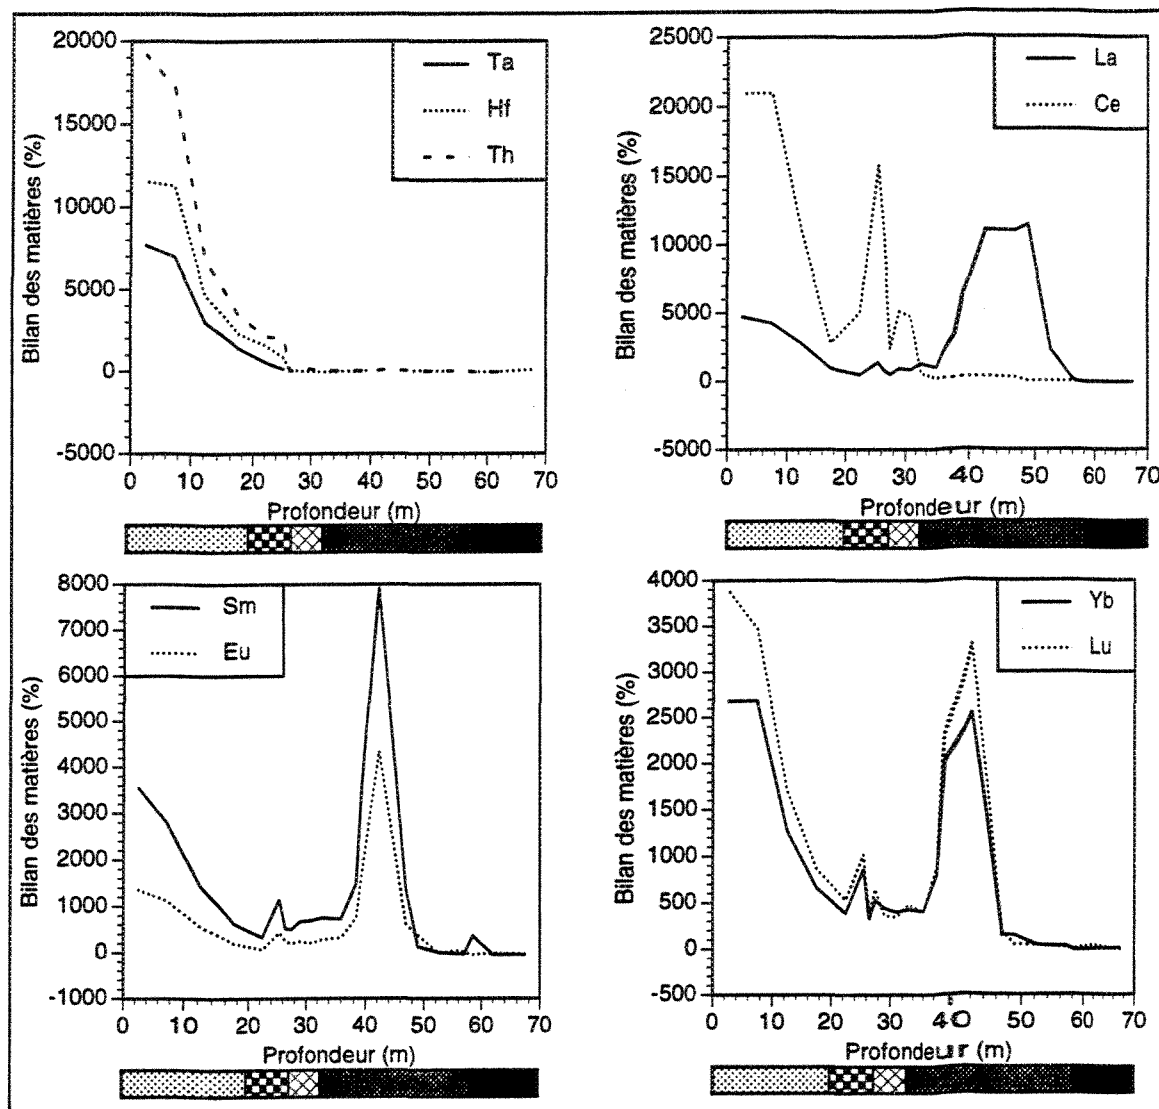 Bilan des matières (%)
20000
15000
10000
5000
0
-5000
Ta
Hf
Th
0 10 20 30 40 50 60 70
Profondeur (m)
Bilan des matières (%)
25000
20000
15000
10000
5000
0
-5000
La
Ce
0 10 20 30 40 50 60 70
Profondeur (m)
Bilan des matières (%)
8000
7000
6000
5000
4000
3000
2000
1000
0
-1000
Sm
Eu
0 10 20 30 40 50 60 70
Profondeur (m)
Bilan des matières (%)
4000
3500
3000
2500
2000
1500
1000
500
0
-500
Yb
Lu
0 10 20 30 40 50 60 70
Profondeur (m)